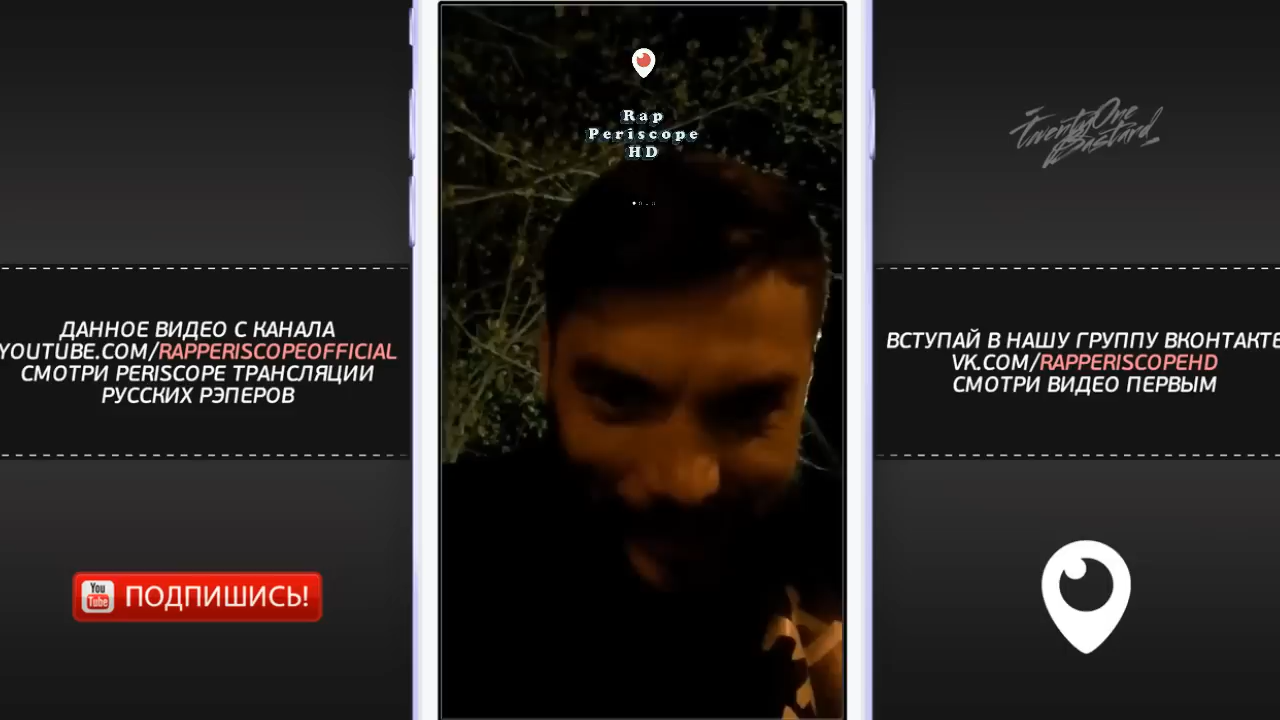 Rap
Periscope
HD
TwentyOne
Bastard
ДАННОЕ ВИДЕО С КАНАЛА
YOUTUBE.COM/RAPPERISCOPEOFFICIAL
СМОТРИ PERISCOPE ТРАНСЛЯЦИИ
РУССКИХ РЭПЕРОВ
ВСТУПАЙ В НАШУ ГРУППУ ВКОНТАКТЕ
VK.COM/RAPPERISCOPEHD
СМОТРИ ВИДЕО ПЕРВЫМ
You
Tube
ПОДПИШИСЬ!